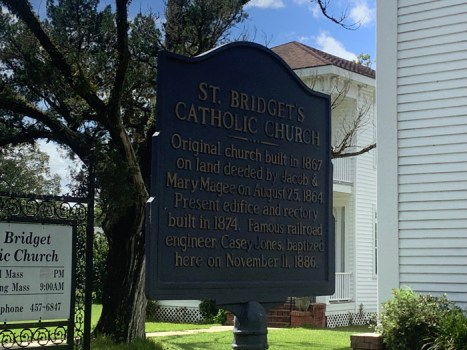 ST. BRIDGET'S
CATHOLIC CHURCH
Original church built in 1867
on land deeded by Jacob &
Mary Magee on August 25, 1864.
Present edifice and rectory
built in 1874. Famous railroad
engineer, Casey Jones, baptized
here on November 11, 1886
Bridget
ic Church
Mass PM
Mass 9:00AM
457-6847